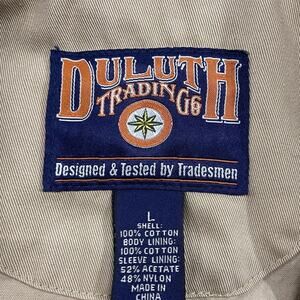 DULUTH
TRADING Co
Designed & Tested by Tradesmen
L
SHELL:
100% COTTON
BODY LINING:
100% COTTON
SLEEVE LINING:
52% ACETATE
48% NYLON
MADE IN
CHINA